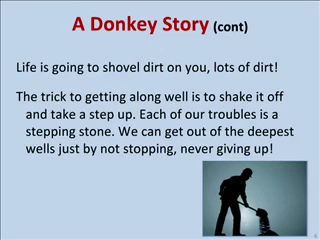 A Donkey Story (cont)
Life is going to shovel dirt on you, lots of dirt!
The trick to getting along well is to shake it off
and take a step up. Each of our troubles is a
stepping stone. We can get out of the deepest
wells just by not stopping, never giving up!